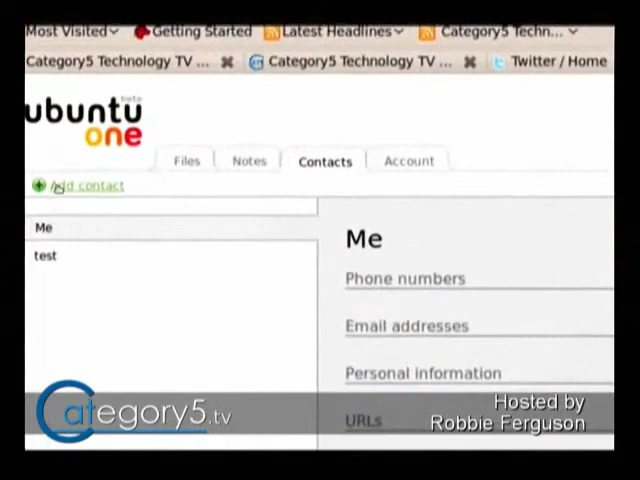 Most Visited Getting Started Latest Headlines Category5 Techn...
Category5 Technology TV ... Category5 Technology TV ... Twitter / Home
beta
ubuntu
one
Files Notes Contacts Account
Add contact
Me
test
Me
Phone numbers
Email addresses
Personal information
URLs
Category5.tv
Hosted by
Robbie Ferguson